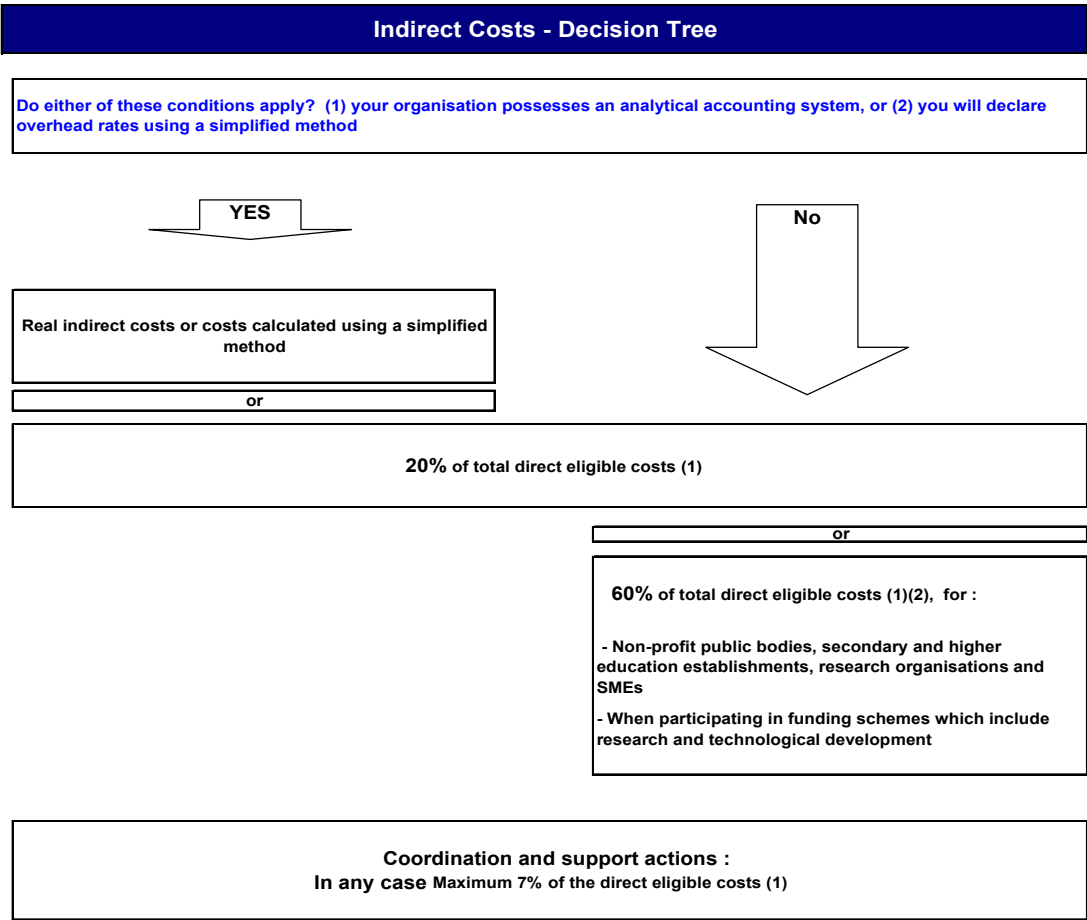 Indirect Costs - Decision Tree
Do either of these conditions apply? (1) your organisation possesses an analytical accounting system, or (2) you will declare
overhead rates using a simplified method
YES
No
Real indirect costs or costs calculated using a simplified
method
or
20% of total direct eligible costs (1)
or
60% of total direct eligible costs (1)(2), for :
- Non-profit public bodies, secondary and higher
education establishments, research organisations and
SMEs
- When participating in funding schemes which include
research and technological development
Coordination and support actions :
In any case Maximum 7% of the direct eligible costs (1)